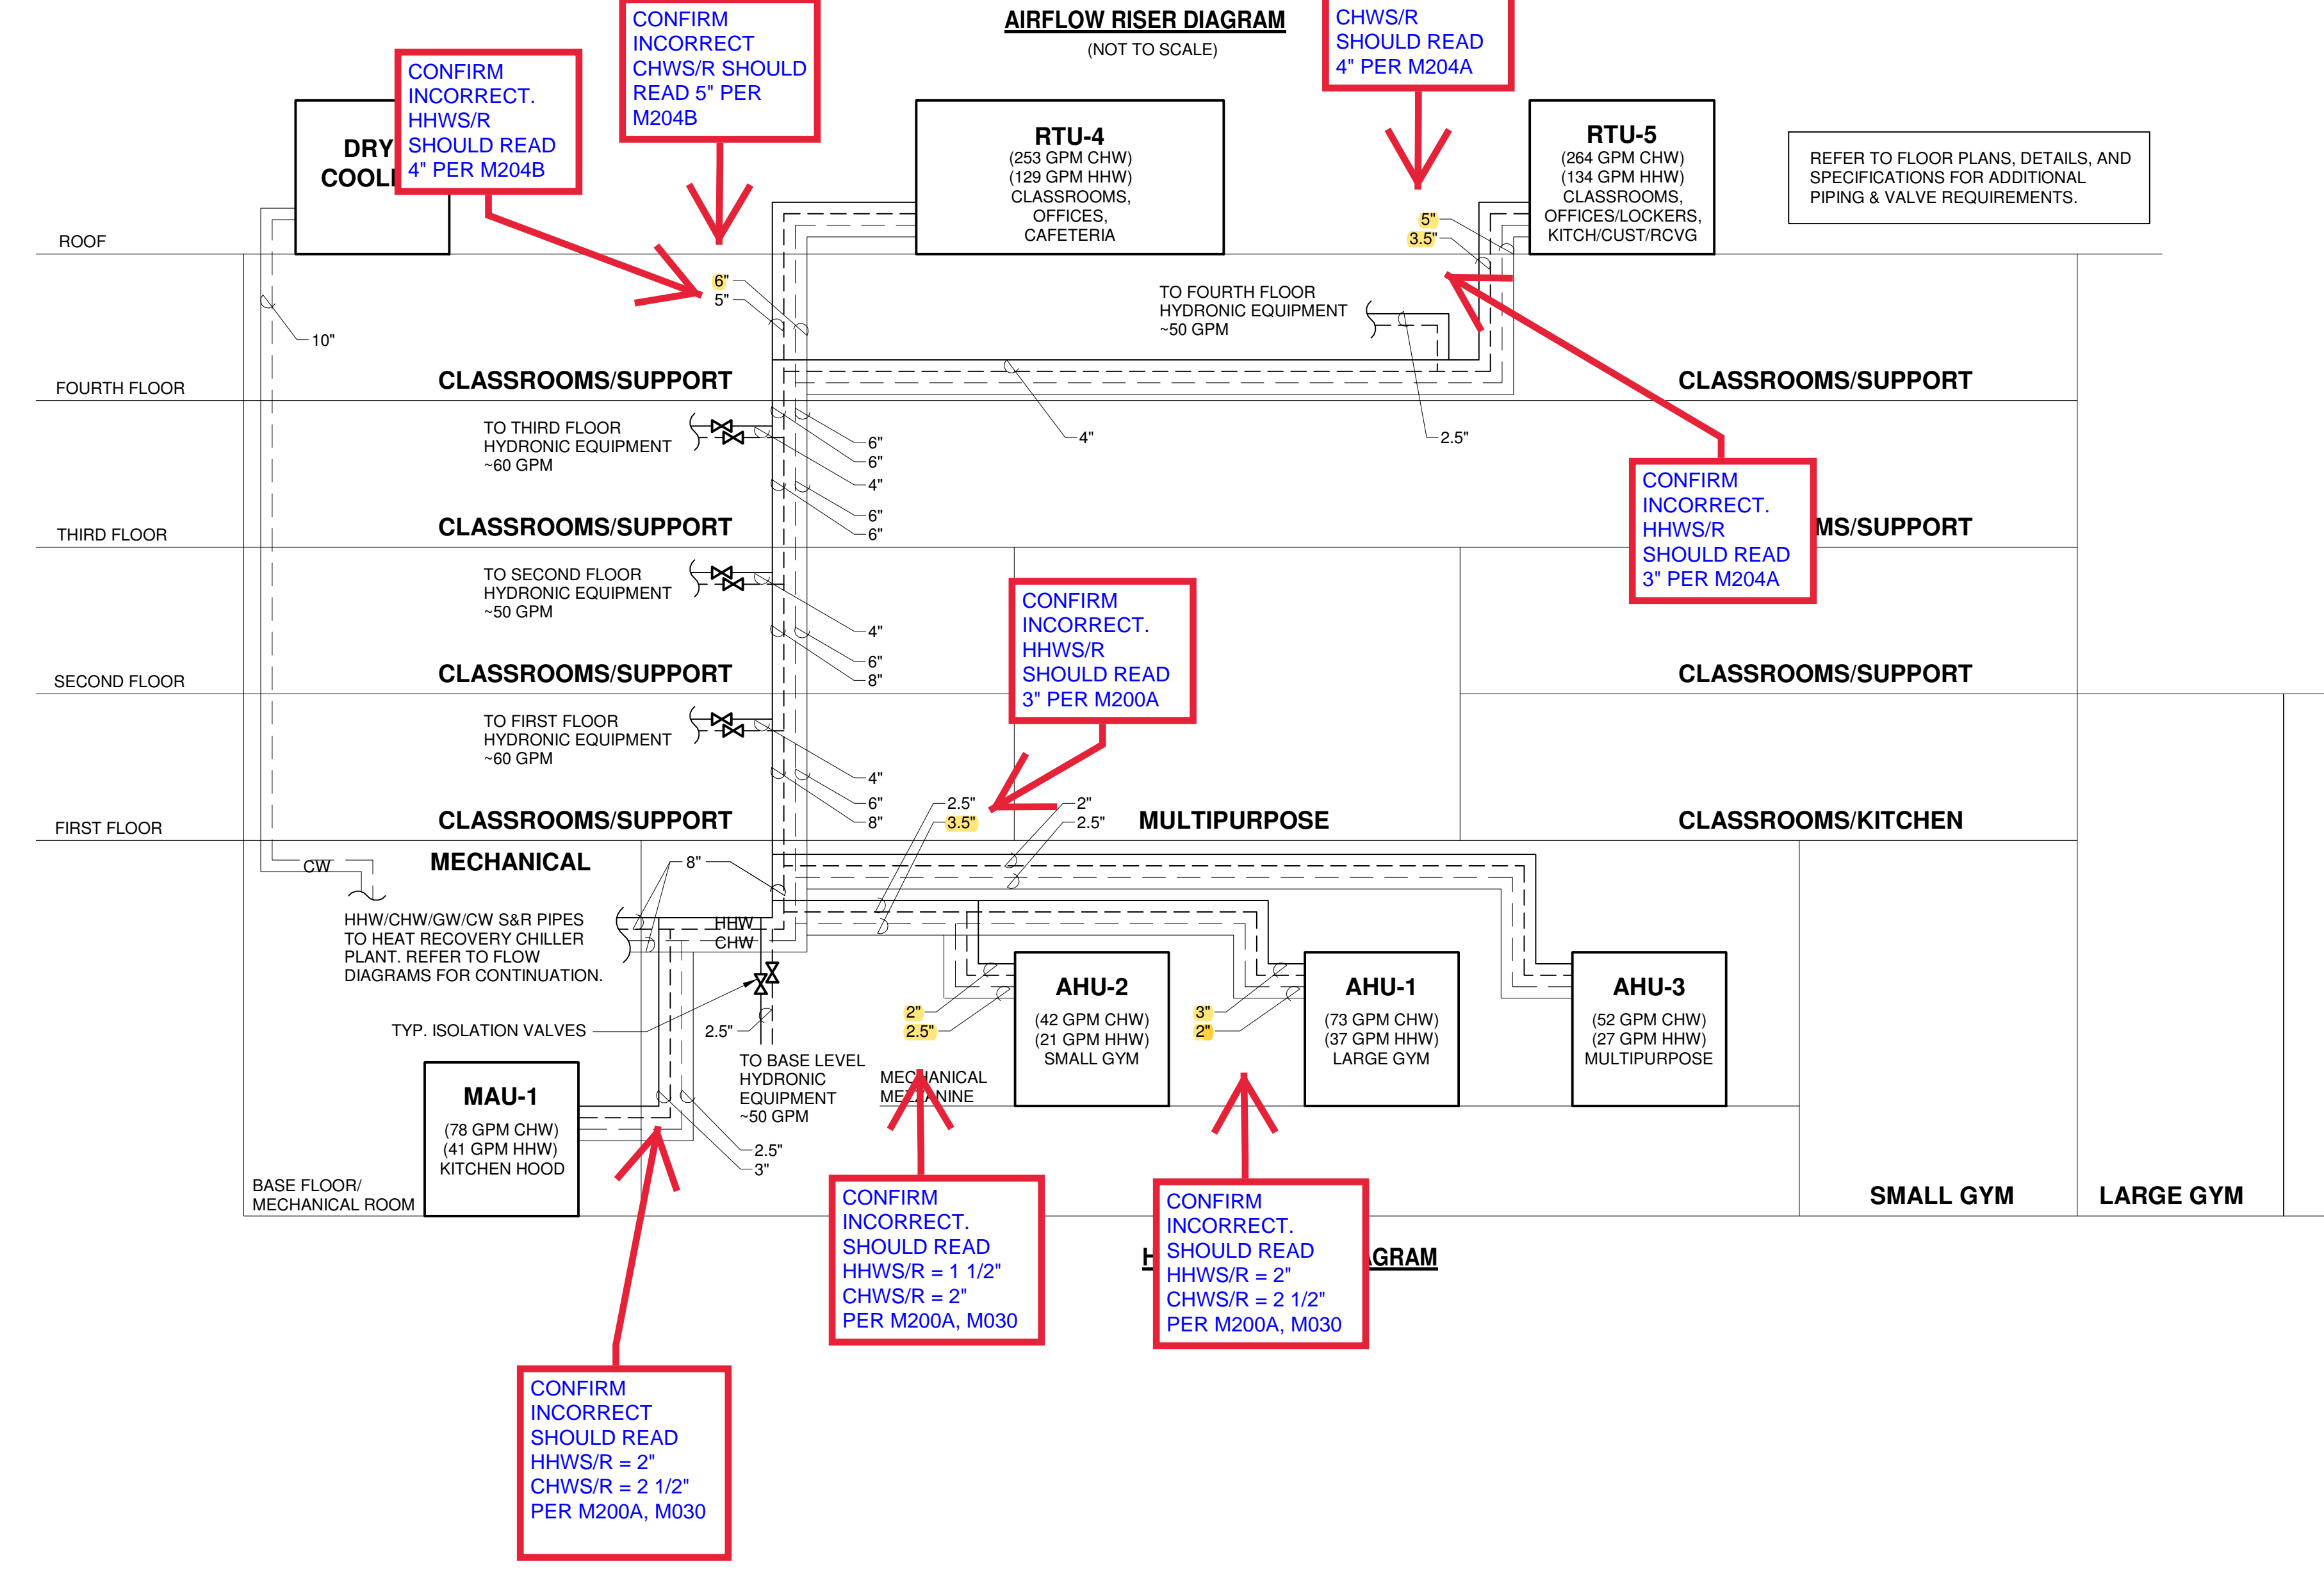 AIRFLOW RISER DIAGRAM
(NOT TO SCALE)
CONFIRM
INCORRECT.
HHWS/R
SHOULD READ
4" PER M204B
CONFIRM
INCORRECT
CHWS/R SHOULD
READ 5" PER
M204B
CHWS/R
SHOULD READ
4" PER M204A
DRY
RTU-4
(253 GPM CHW)
(129 GPM HHW)
CLASSROOMS,
OFFICES,
CAFETERIA
RTU-5
(264 GPM CHW)
(134 GPM HHW)
CLASSROOMS,
OFFICES/LOCKERS,
KITCH/CUST/RCVG
REFER TO FLOOR PLANS, DETAILS, AND
SPECIFICATIONS FOR ADDITIONAL
PIPING & VALVE REQUIREMENTS.
5"
3.5"
ROOF
6"
5"
10"
TO FOURTH FLOOR
HYDRONIC EQUIPMENT
~50 GPM
FOURTH FLOOR
CLASSROOMS/SUPPORT
CLASSROOMS/SUPPORT
TO THIRD FLOOR
HYDRONIC EQUIPMENT
~60 GPM
6"
6"
4"
4"
2.5"
6"
6"
CONFIRM
INCORRECT.
HHWS/R
SHOULD READ
3" PER M204A
THIRD FLOOR
CLASSROOMS/SUPPORT
MS/SUPPORT
TO SECOND FLOOR
HYDRONIC EQUIPMENT
~50 GPM
4"
6"
8"
CONFIRM
INCORRECT.
HHWS/R
SHOULD READ
3" PER M200A
SECOND FLOOR
CLASSROOMS/SUPPORT
CLASSROOMS/SUPPORT
TO FIRST FLOOR
HYDRONIC EQUIPMENT
~60 GPM
4"
6"
8"
2.5"
3.5"
2"
2.5"
FIRST FLOOR
CLASSROOMS/SUPPORT
MULTIPURPOSE
CLASSROOMS/KITCHEN
CW
MECHANICAL
8"
HHW/CHW/GW/CW S&R PIPES
TO HEAT RECOVERY CHILLER
PLANT. REFER TO FLOW
DIAGRAMS FOR CONTINUATION.
HHW
CHW
TYP. ISOLATION VALVES
2.5"
TO BASE LEVEL
HYDRONIC
EQUIPMENT
~50 GPM
2"
2.5"
AHU-2
(42 GPM CHW)
(21 GPM HHW)
SMALL GYM
3"
2"
AHU-1
(73 GPM CHW)
(37 GPM HHW)
LARGE GYM
AHU-3
(52 GPM CHW)
(27 GPM HHW)
MULTIPURPOSE
MECHANICAL
MEZZANINE
MAU-1
(78 GPM CHW)
(41 GPM HHW)
KITCHEN HOOD
2.5"
3"
BASE FLOOR/
MECHANICAL ROOM
SMALL GYM
LARGE GYM
CONFIRM
INCORRECT.
SHOULD READ
HHWS/R = 1 1/2"
CHWS/R = 2"
PER M200A, M030
CONFIRM
INCORRECT.
SHOULD READ
HHWS/R = 2"
CHWS/R = 2 1/2"
PER M200A, M030
AGRAM
CONFIRM
INCORRECT
SHOULD READ
HHWS/R = 2"
CHWS/R = 2 1/2"
PER M200A, M030